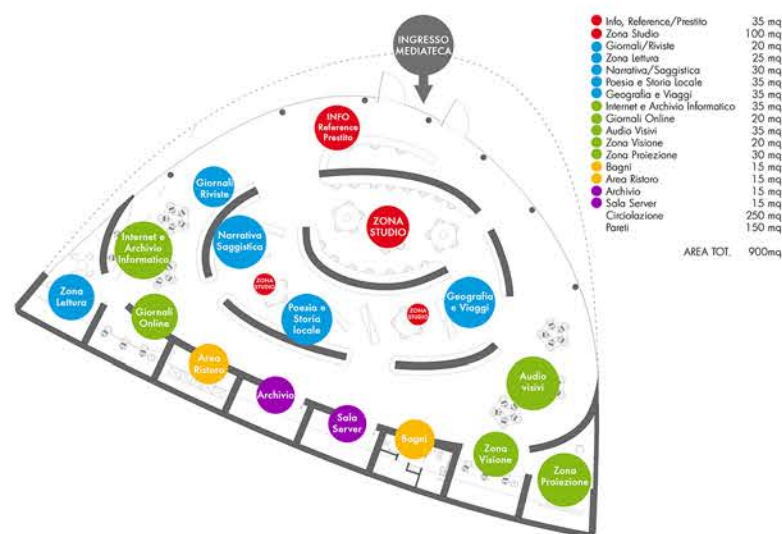 INGRESSO
MEDIATECA
INFO
Reference
Prestito
Giornali
Riviste
ZONA
STUDIO
Internet e
Archivio
Informatico
Narrativa
Saggistica
ZONA
STUDIO
Zona
Lettura
Giornali
Online
Poesia e
Storia
locale
ZONA
STUDIO
Geografia
e Viaggi
Area
Ristoro
Archivio
Audio
visivi
Sala
Server
Bagni
Zona
Visione
Zona
Proiezione
Info, Reference/Prestito 35 mq
Zona Studio 100 mq
Giornali/Riviste 20 mq
Zona Lettura 25 mq
Narrativa/Saggistica 30 mq
Poesia e Storia Locale 35 mq
Geografia e Viaggi 35 mq
Internet e Archivio Informatico 35 mq
Giornali Online 20 mq
Audio Visivi 35 mq
Zona Visione 20 mq
Zona Proiezione 30 mq
Bagni 15 mq
Area Ristoro 15 mq
Archivio 15 mq
Sala Server 15 mq
Circiolazione 250 mq
Pareti 150 mq
AREA TOT. 900mq